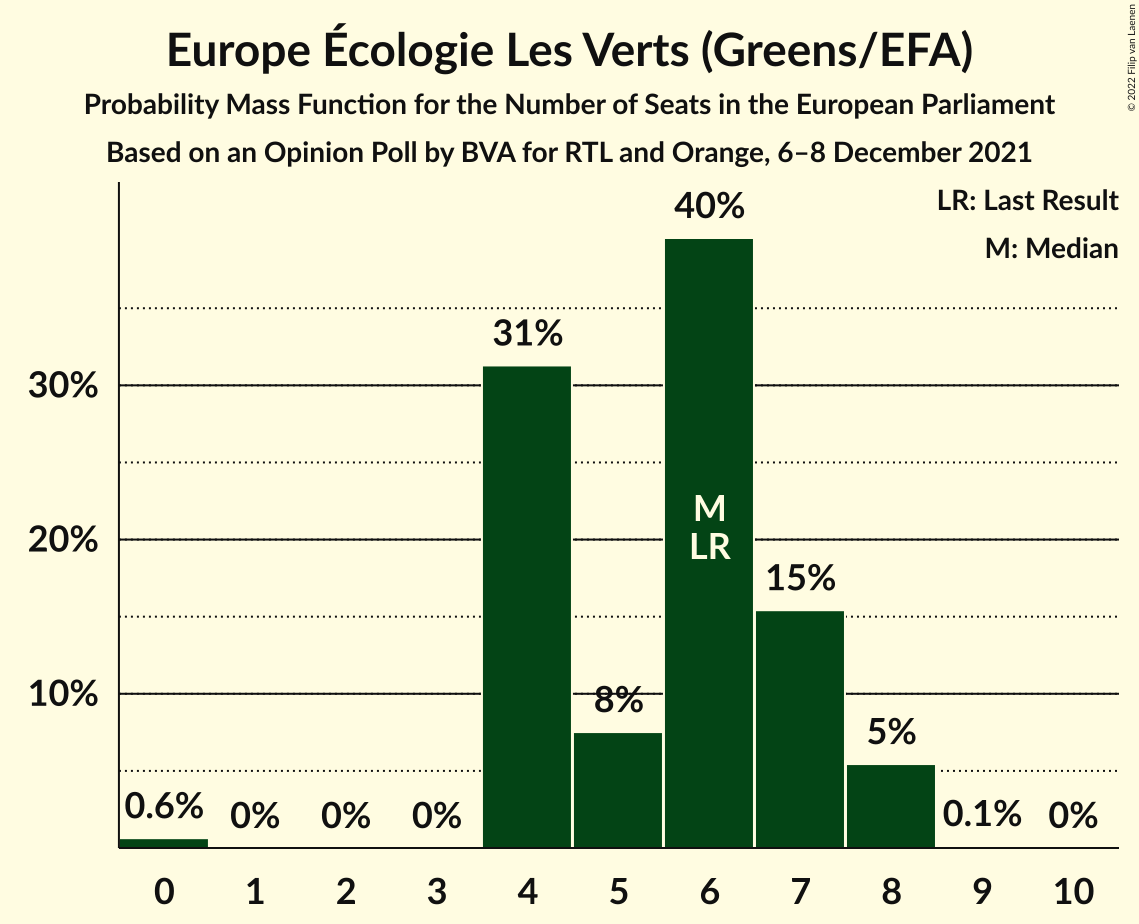 Europe Écologie Les Verts (Greens/EFA)
Probability Mass Function for the Number of Seats in the European Parliament
Based on an Opinion Poll by BVA for RTL and Orange, 6–8 December 2021
© 2022 Filip van Laenen
LR: Last Result
M: Median
40%
31%
30%
M
20%
LR
15%
10%
8%
5%
0.6%
0%
0%
0%
0.1%
0%
0 1 2 3 4 5 6 7 8 9 10